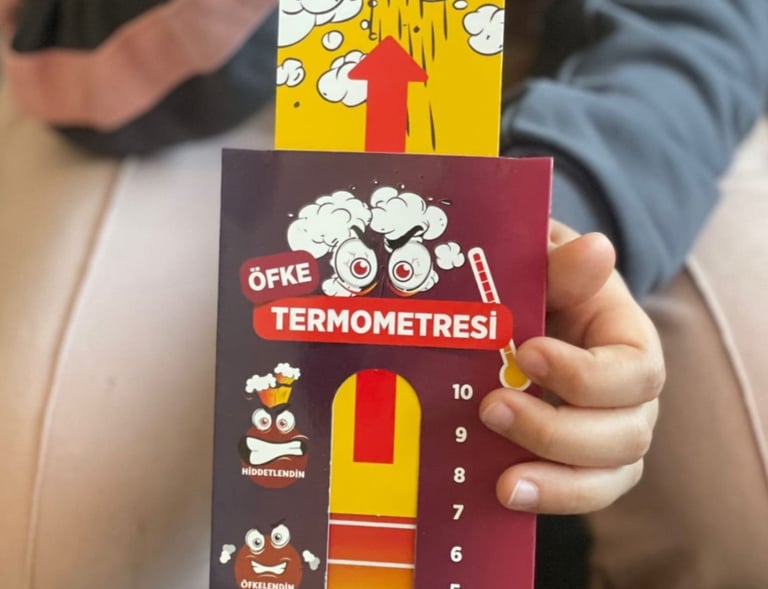 ÖFKE
TERMOMETRESİ
10
9
8
7
6
HİDDETLENDİN
ÖFKELENDİN